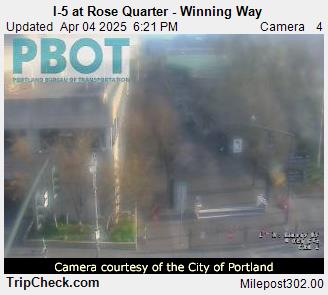 I-5 at Rose Quarter - Winning Way
Updated Apr 04 2025 6:21 PM Camera 4
PBOT
PORTLAND BUREAU OF TRANSPORTATION
Camera courtesy of the City of Portland
TripCheck.com Milepost302.00